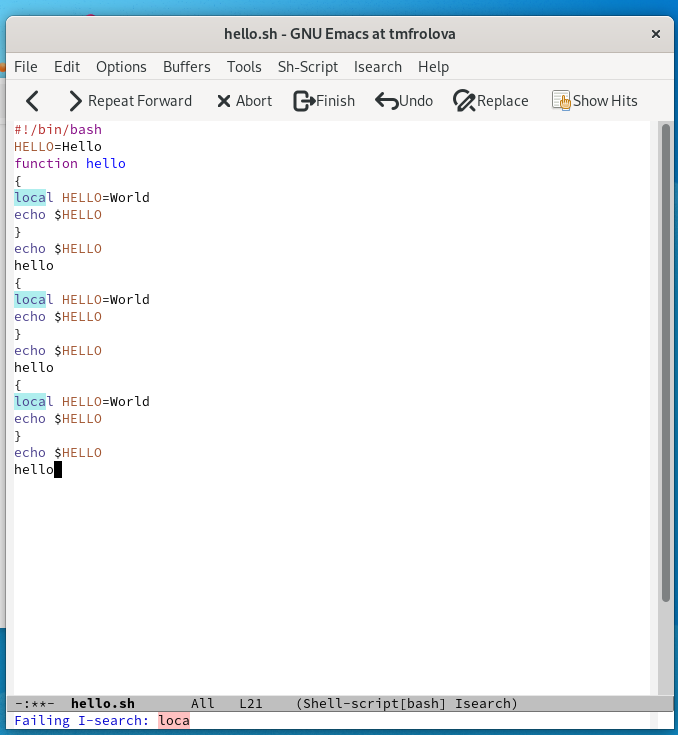 hello.sh - GNU Emacs at tmfrolova ×
File Edit Options Buffers Tools Sh-Script Isearch Help
Repeat Forward Abort Finish Undo Replace Show Hits
#!/bin/bash
HELLO=Hello
function hello
{
local HELLO=World
echo $HELLO
}
echo $HELLO
hello
{
local HELLO=World
echo $HELLO
}
echo $HELLO
hello
{
local HELLO=World
echo $HELLO
}
echo $HELLO
hello
-:**- hello.sh All L21 (Shell-script[bash] Isearch)
Failing I-search: loca